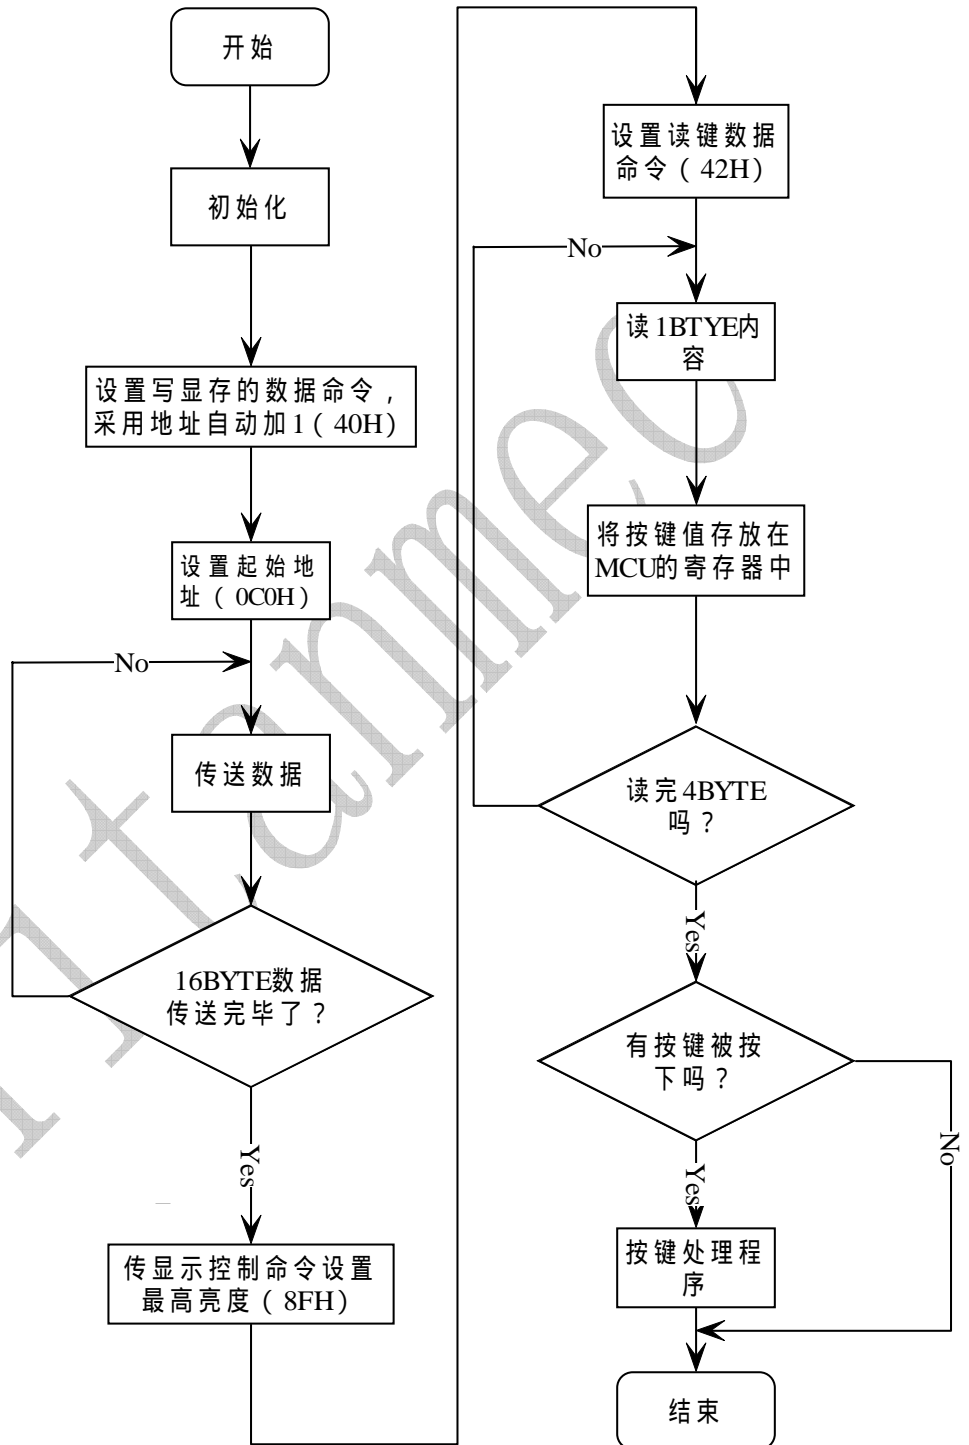 开始
初始化
设置写显存的数据命令，
采用地址自动加1（40H）
设置起始地
址（0C0H）
No
传送数据
16BYTE数据
传送完毕了？
Yes
传显示控制命令设置
最高亮度（8FH）
设置读键数据
命令（42H）
No
读1BTYE内
容
将按键值存放在
MCU的寄存器中
读完4BYTE
吗？
Yes
有按键被按
下吗？
No
Yes
按键处理程
序
结束